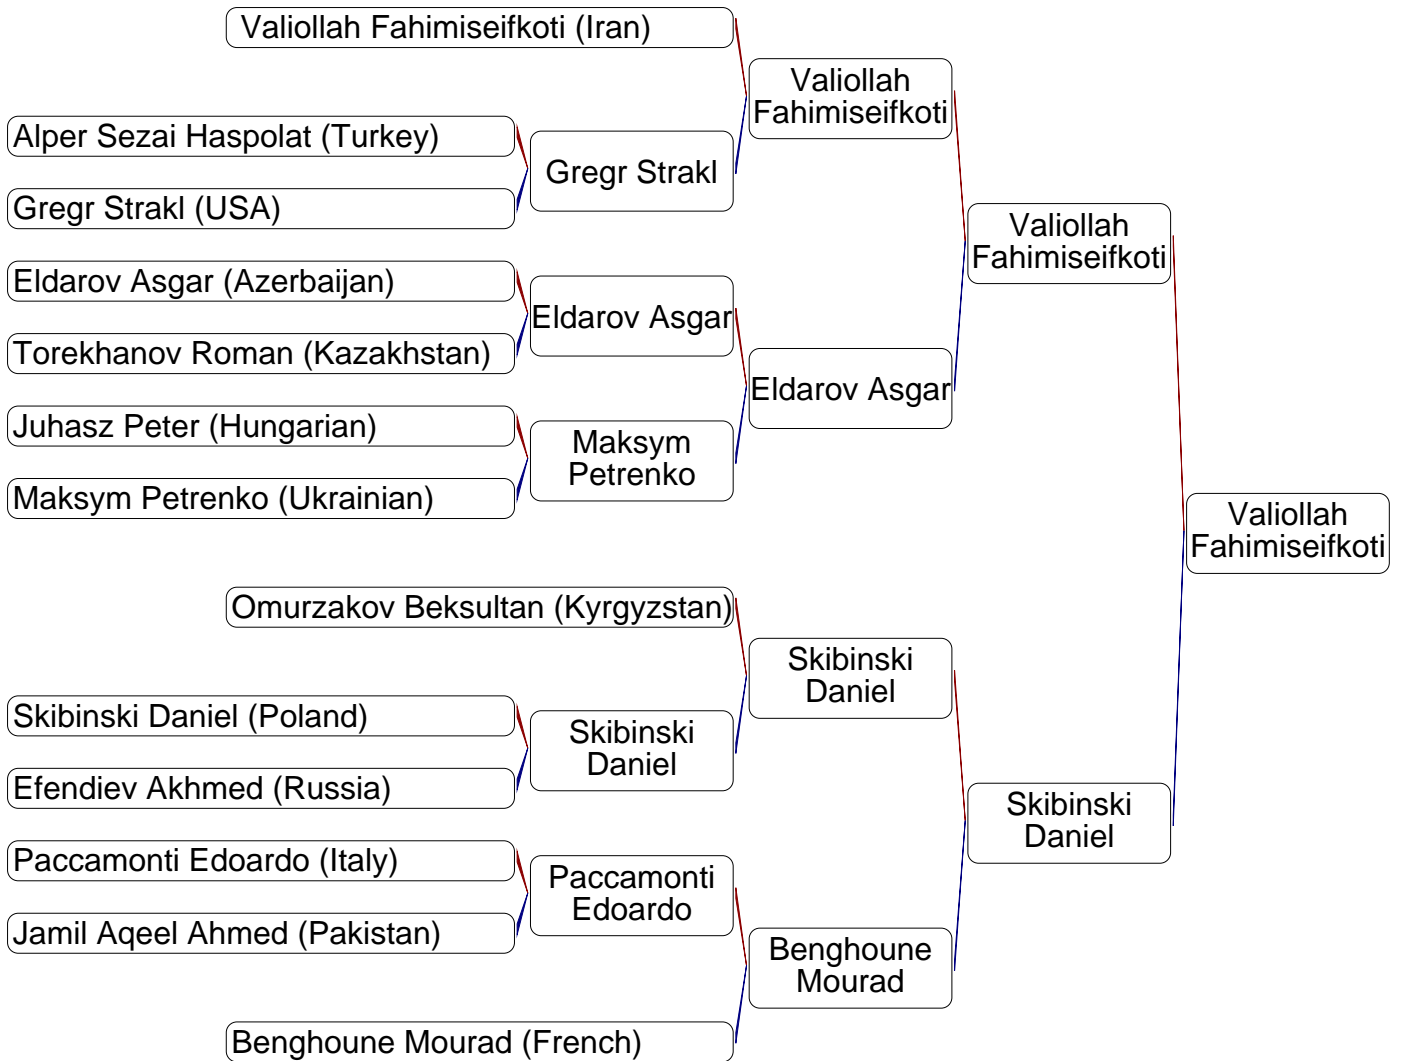 Valiollah Fahimiseifkoti (Iran)
Valiollah
Fahimiseifkoti
Alper Sezai Haspolat (Turkey)
Gregr Strakl
Gregr Strakl (USA)
Valiollah
Fahimiseifkoti
Eldarov Asgar (Azerbaijan)
Eldarov Asgar
Torekhanov Roman (Kazakhstan)
Eldarov Asgar
Juhasz Peter (Hungarian)
Maksym
Petrenko
Maksym Petrenko (Ukrainian)
Valiollah
Fahimiseifkoti
Omurzakov Beksultan (Kyrgyzstan)
Skibinski
Daniel
Skibinski Daniel (Poland)
Skibinski
Daniel
Efendiev Akhmed (Russia)
Skibinski
Daniel
Paccamonti Edoardo (Italy)
Paccamonti
Edoardo
Jamil Aqeel Ahmed (Pakistan)
Benghoune
Mourad
Benghoune Mourad (French)